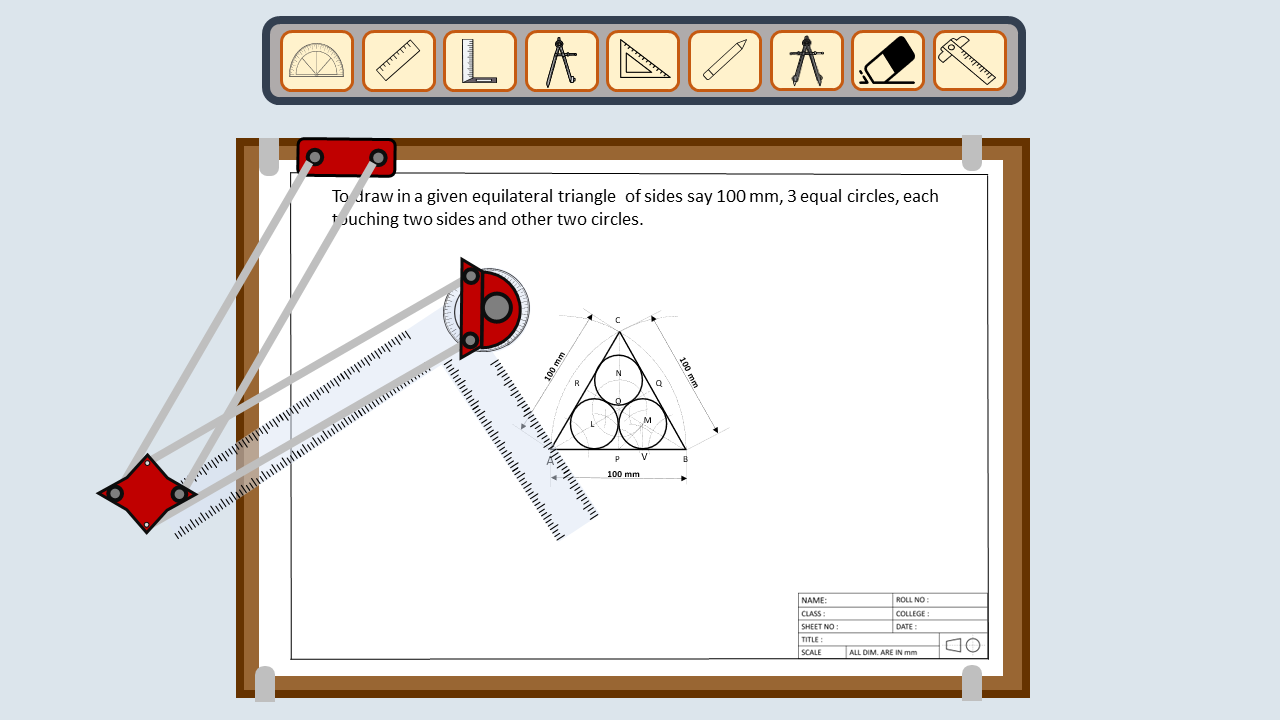 To draw in a given equilateral triangle of sides say 100 mm, 3 equal circles, each
touching two sides and other two circles.
C
100 mm
100 mm
N
R
Q
O
L
M
A
P
V
B
100 mm
NAME:
ROLL NO :
CLASS :
COLLEGE :
SHEET NO :
DATE :
TITLE :
SCALE
ALL DIM. ARE IN mm